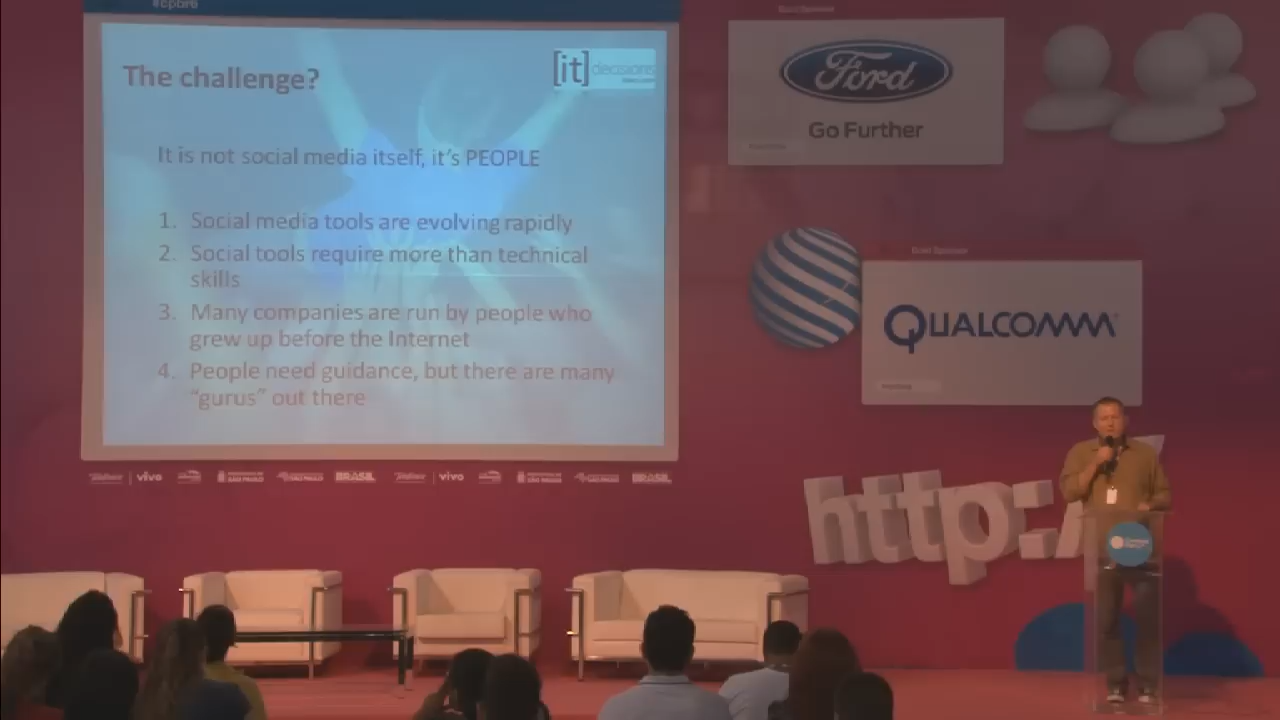 #cpbr6
The challenge?
[it]decisions
It is not social media itself, it's PEOPLE
1. Social media tools are evolving rapidly
2. Social tools require more than technical
skills
3. Many companies are run by people who
grew up before the Internet
4. People need guidance, but there are many
"gurus" out there
Ford
Go Further
QUALCOMM
vivo
BRASIL
vivo
BRASIL
http:/